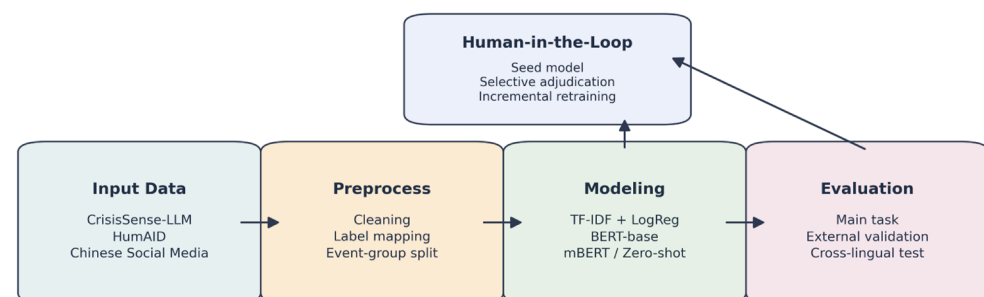 Human-in-the-Loop
Seed model
Selective adjudication
Incremental retraining
Input Data
CrisisSense-LLM
HumAID
Chinese Social Media
Preprocess
Cleaning
Label mapping
Event-group split
Modeling
TF-IDF + LogReg
BERT-base
mBERT / Zero-shot
Evaluation
Main task
External validation
Cross-lingual test